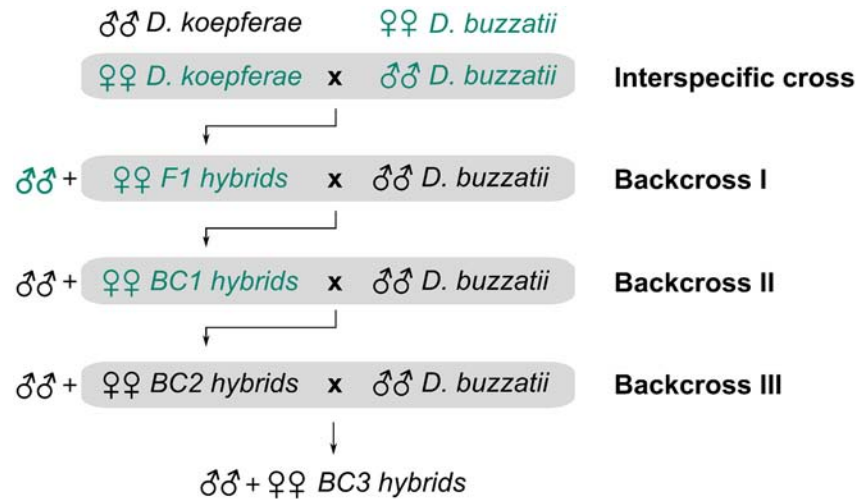 ♂♂ D. koepferae ♀♀ D. buzzatii
♀♀ D. koepferae x ♂♂ D. buzzatii Interspecific cross
♂♂ + ♀♀ F1 hybrids x ♂♂ D. buzzatii Backcross I
♂♂ + ♀♀ BC1 hybrids x ♂♂ D. buzzatii Backcross II
♂♂ + ♀♀ BC2 hybrids x ♂♂ D. buzzatii Backcross III
♂♂ + ♀♀ BC3 hybrids